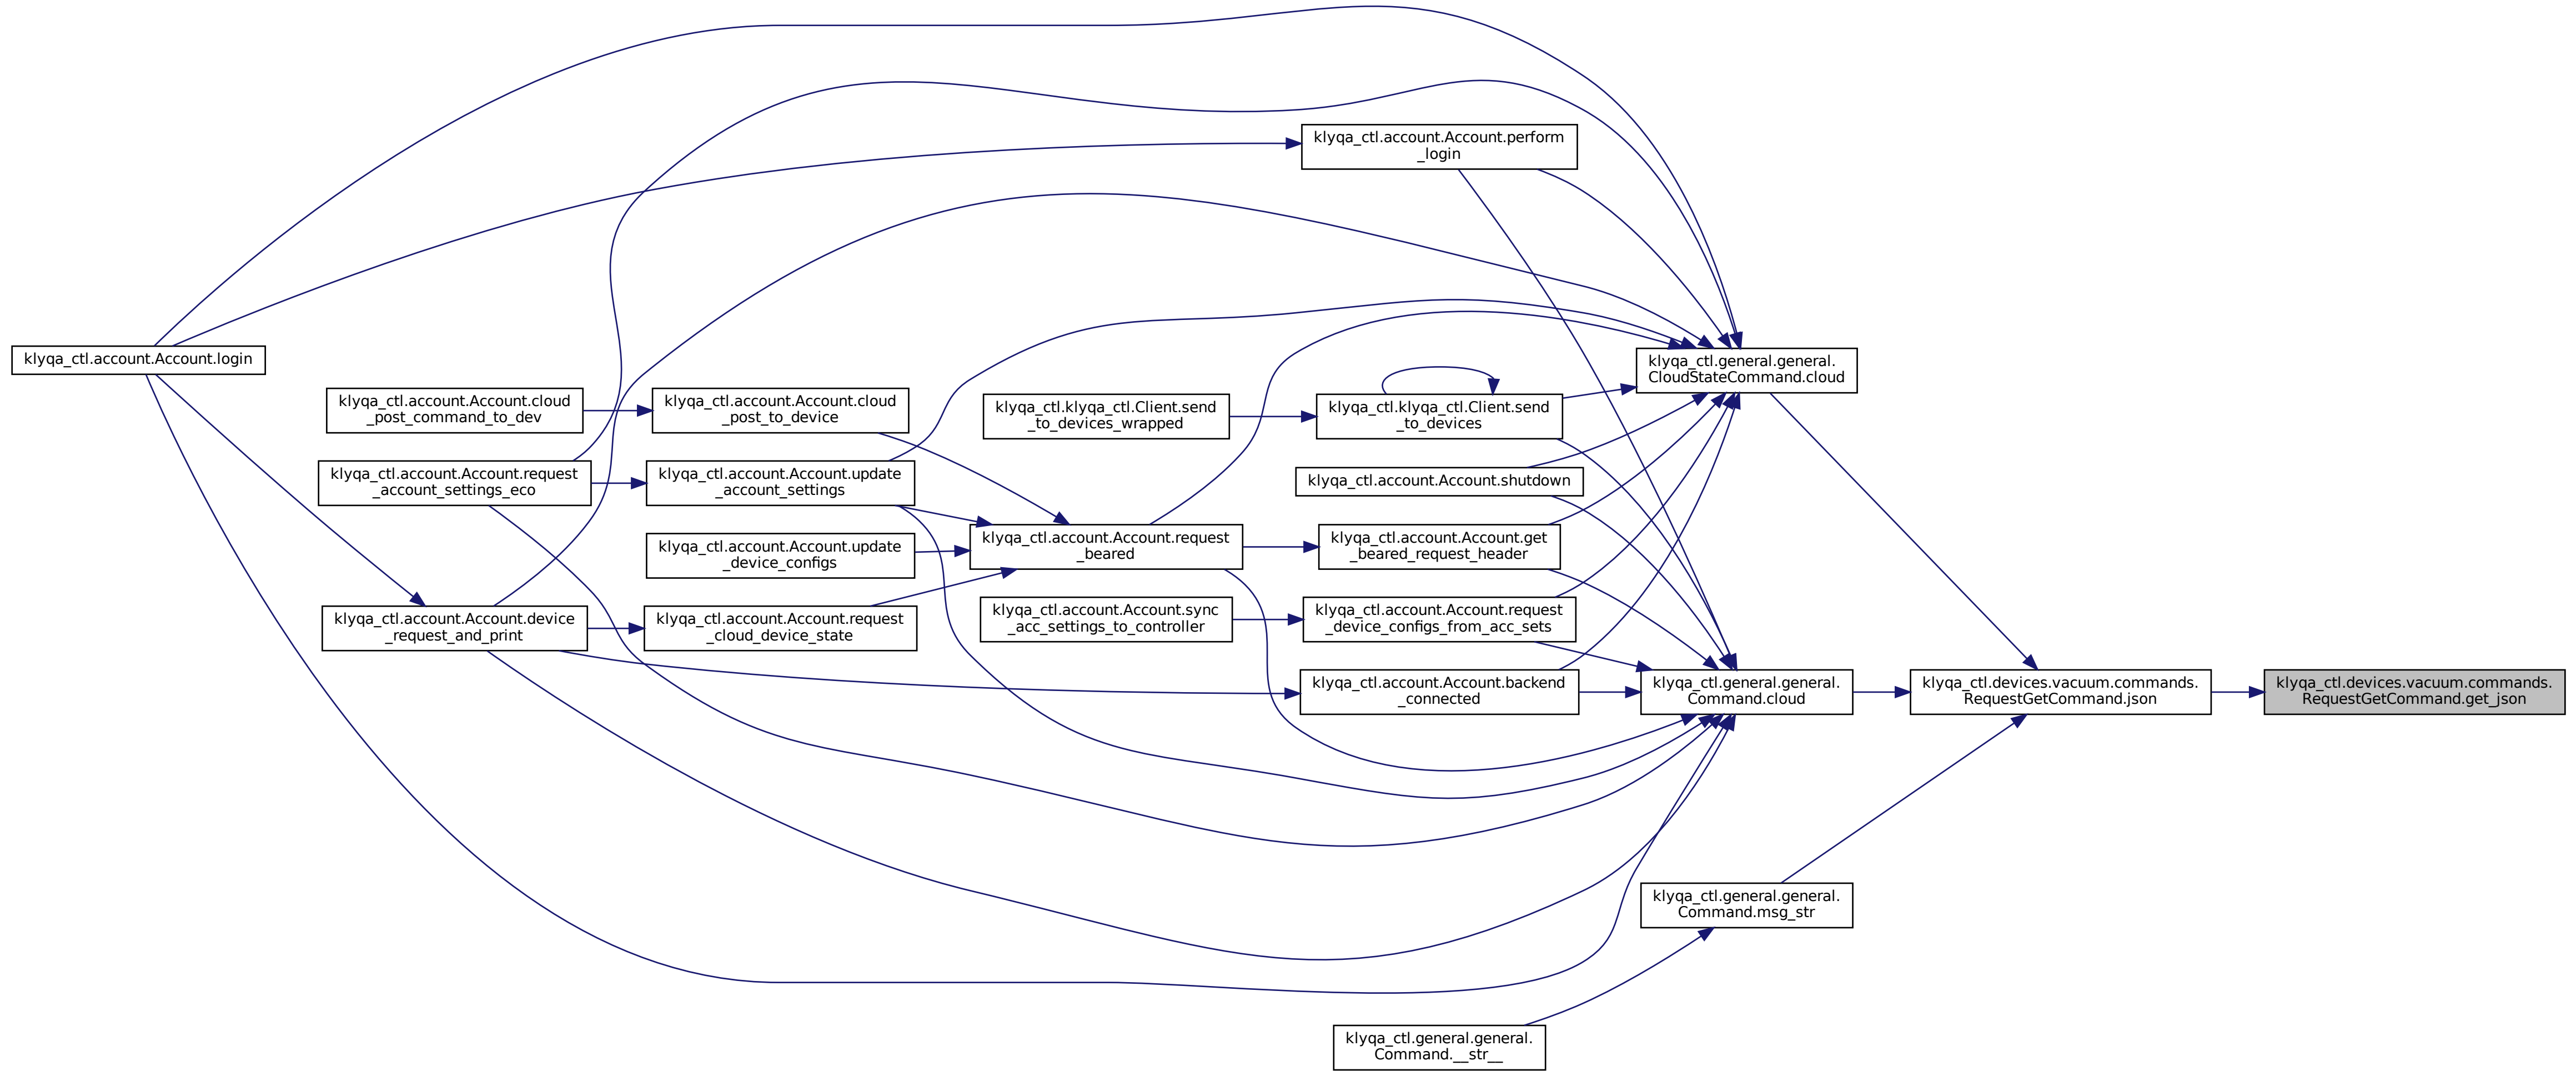 klyqa_ctl.account.Account.perform
_login
klyqa_ctl.account.Account.login
klyqa_ctl.general.general.
CloudStateCommand.cloud
klyqa_ctl.account.Account.cloud
_post_command_to_dev
klyqa_ctl.account.Account.cloud
_post_to_device
klyqa_ctl.klyqa_ctl.Client.send
_to_devices_wrapped
klyqa_ctl.klyqa_ctl.Client.send
_to_devices
klyqa_ctl.account.Account.request
_account_settings_eco
klyqa_ctl.account.Account.update
_account_settings
klyqa_ctl.account.Account.shutdown
klyqa_ctl.account.Account.update
_device_configs
klyqa_ctl.account.Account.request
_beared
klyqa_ctl.account.Account.get
_beared_request_header
klyqa_ctl.account.Account.device
_request_and_print
klyqa_ctl.account.Account.request
_cloud_device_state
klyqa_ctl.account.Account.sync
_acc_settings_to_controller
klyqa_ctl.account.Account.request
_device_configs_from_acc_sets
klyqa_ctl.account.Account.backend
_connected
klyqa_ctl.general.general.
Command.cloud
klyqa_ctl.devices.vacuum.commands.
RequestGetCommand.json
klyqa_ctl.devices.vacuum.commands.
RequestGetCommand.get_json
klyqa_ctl.general.general.
Command.msg_str
klyqa_ctl.general.general.
Command.__str__